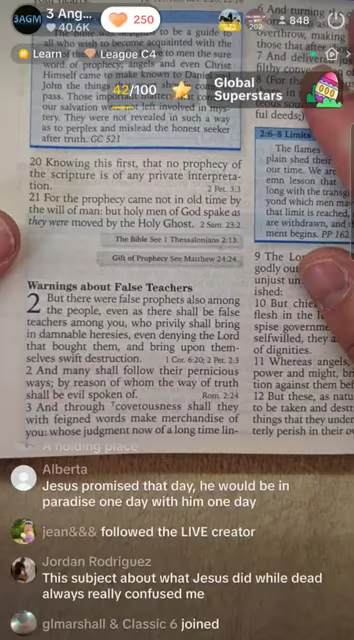 3 Ang...
40.6K
250
202
848
Learn
League C4
42/100
Global
Superstars
to be a guide
all who wish to become acquainted with the
word of prophecy; angels and even Christ
Himself came to make known to Daniel
John the things
pass. Those important
our salvation were not left involved in mys-
tery. They were not revealed in such a way
as to perplex and mislead the honest seeker
after truth. GC 521
20 Knowing this first, that no prophecy of
the scripture is of any private interpreta-
tion.
2 Pet. 3:3
21 For the prophecy came not in old time by
the will of man: but holy men of God spake as
they were moved by the Holy Ghost. 2 Sam. 23:2
The Bible See 1 Thessalonians 2:13
Gift of Prophecy See Matthew 24:24
Warnings about False Teachers
2 But there were false prophets also among
the people, even as there shall be false
teachers among you, who privily shall bring
in damnable heresies, even denying the Lord
that bought them, and bring upon them-
selves swift destruction. 1 Cor. 6:20; 2 Pet. 2:3
2 And many shall follow their pernicious
ways; by reason of whom the way of truth
shall be evil spoken of. Rom. 2:24
3 And through covetousness shall they
with feigned words make merchandise of
you: whose judgment now of a long time lin-
6 And turning
overthrow, making
those that af
7 And deliver
filthy conver
8 (For th
ful deeds;)
2:6-8 Limits
The flames
plain shed their
our time. We are
emn lesson that
long with the transg
yond which men may
that limit is reached,
are withdrawn, and th
ment begins. PP 162
9 The Lor
godly out
unjust un
ished:
10 But chie
flesh in the l
spise governme
selfwilled, they a
of dignities.
11 Whereas angels,
power and might, br
tion against them bef
12 But these, as natu
to be taken and dest
things that they under
terly perish in their ov
A holding place
Alberta
Jesus promised that day, he would be in
paradise one day with him one day
jean&&& followed the LIVE creator
Jordan Rodriguez
This subject about what Jesus did while dead
always really confused me
glmarshall & Classic 6 joined